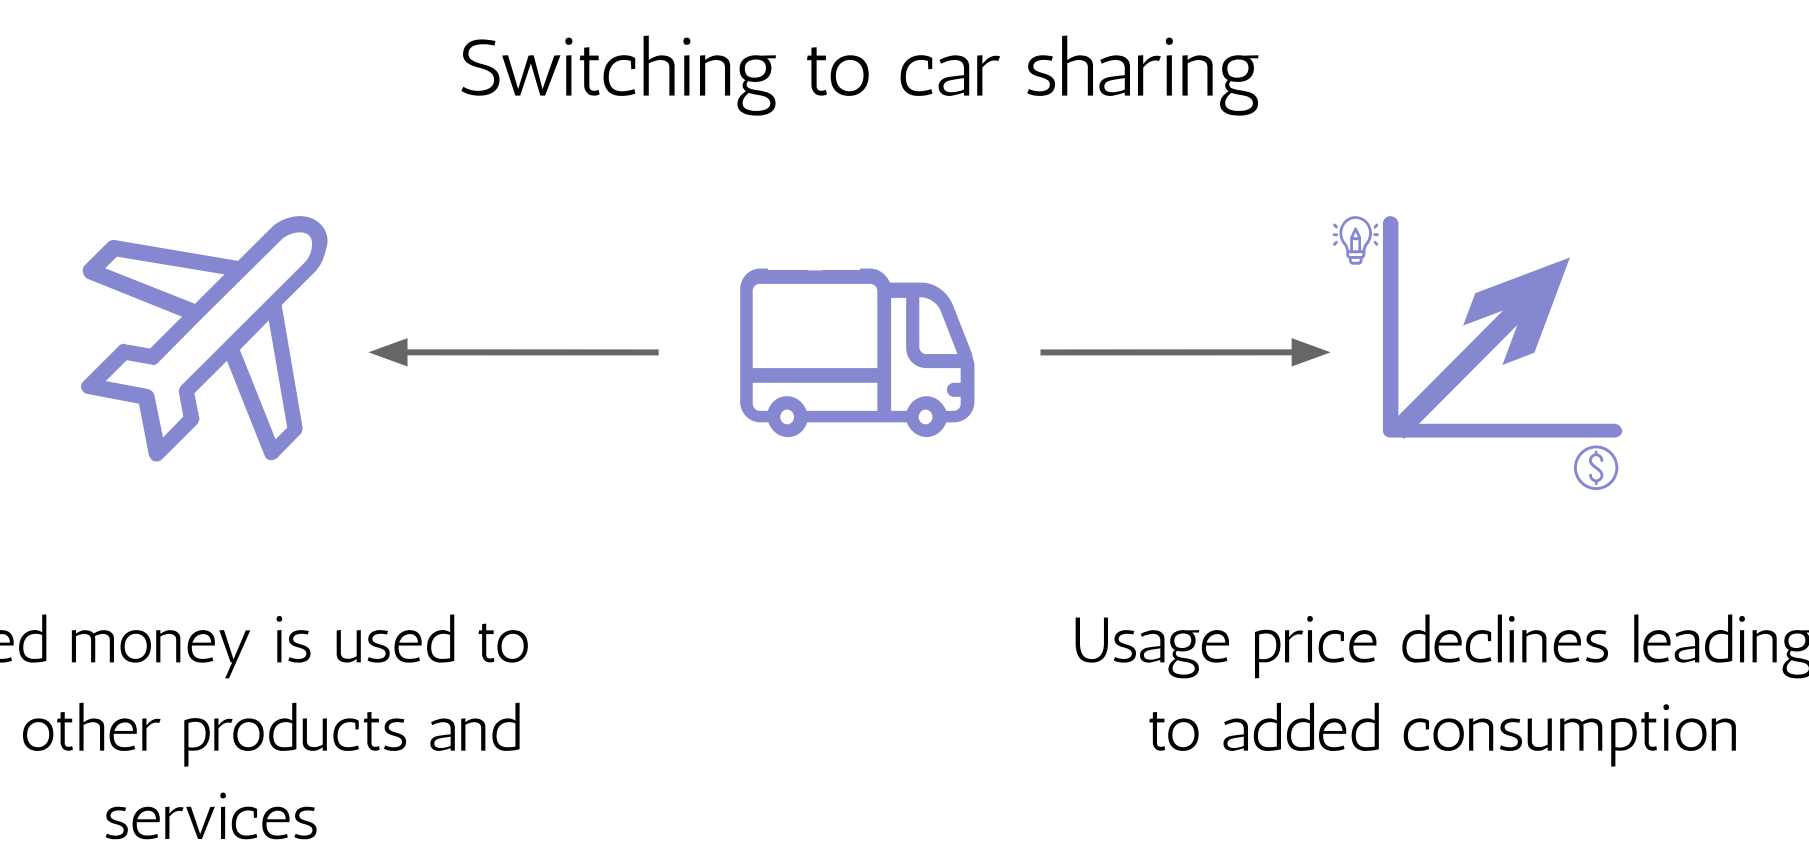 Switching to car sharing
$
ed money is used to
other products and
services
Usage price declines leading
to added consumption